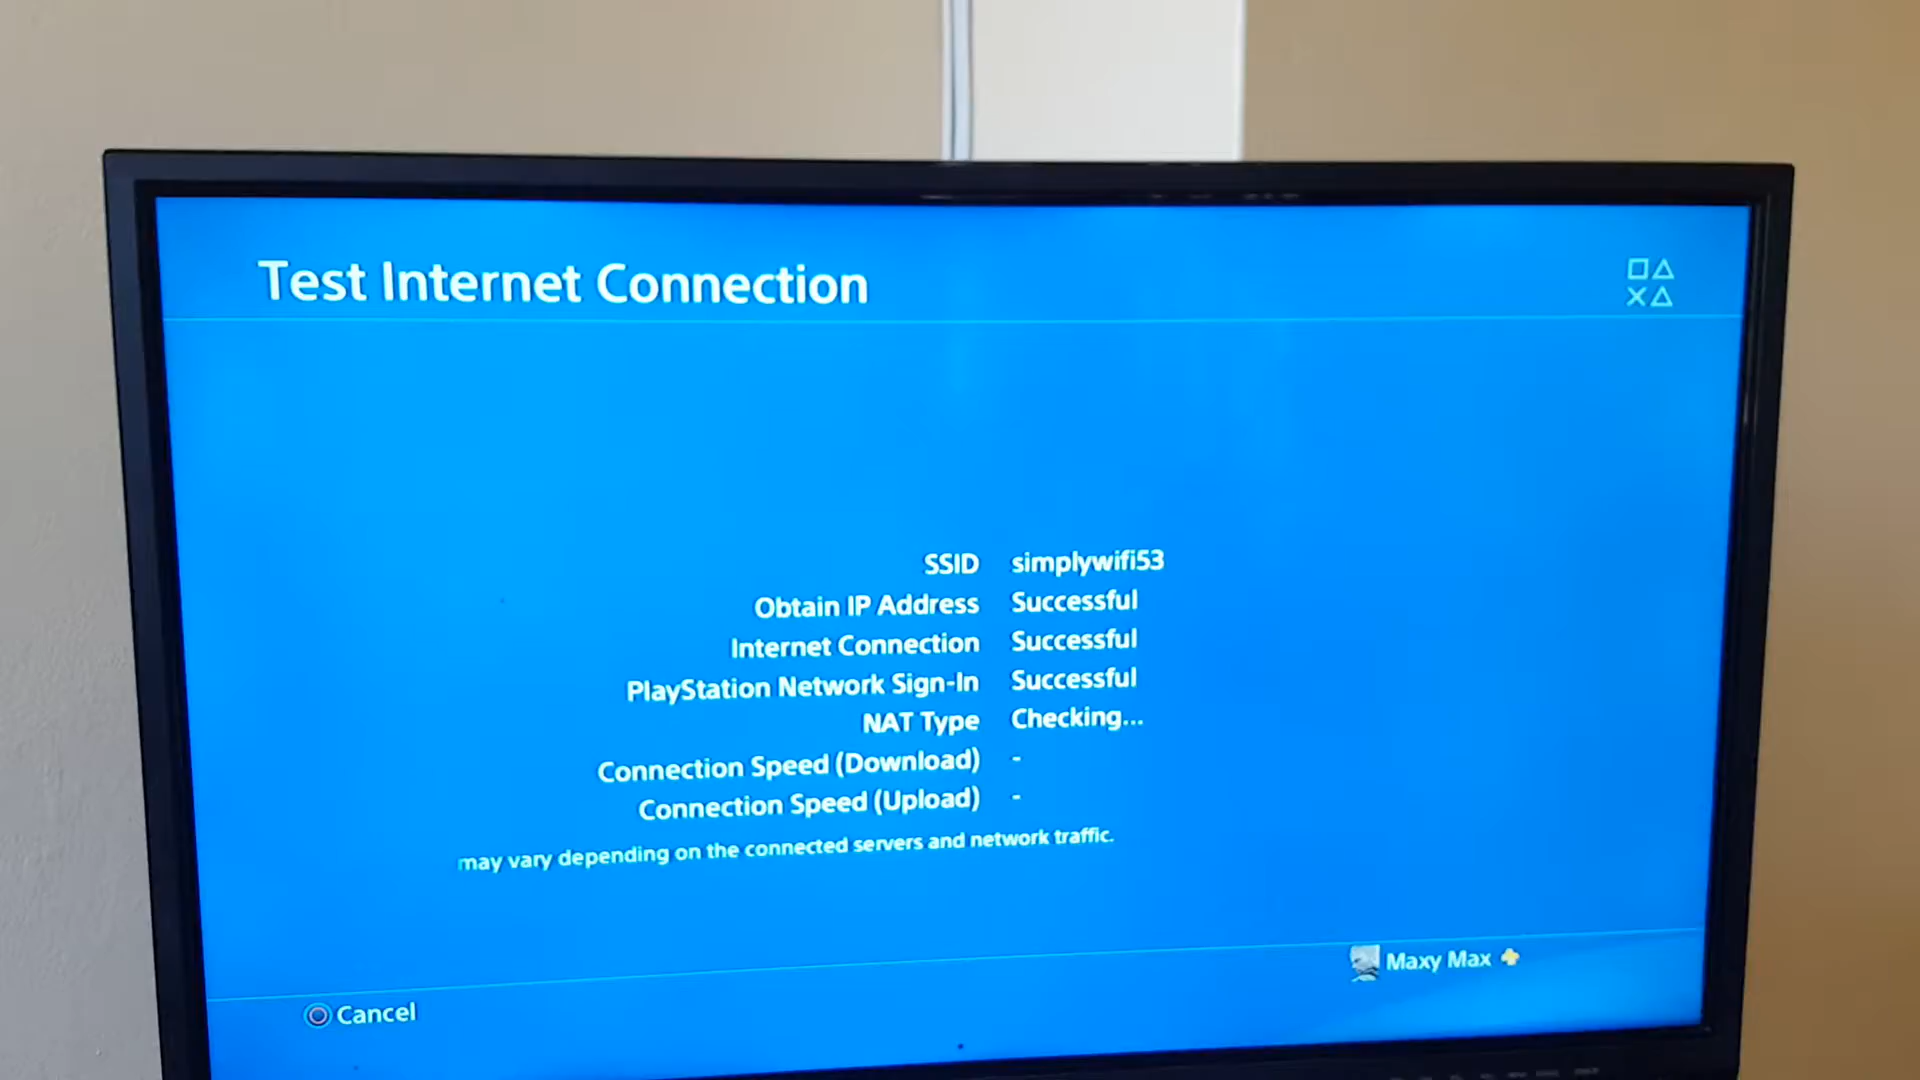 Test Internet Connection
SSID simplywifi53
Obtain IP Address Successful
Internet Connection Successful
PlayStation Network Sign-In Successful
NAT Type Checking...
Connection Speed (Download) -
Connection Speed (Upload) -
may vary depending on the connected servers and network traffic.
Maxy Max
Cancel